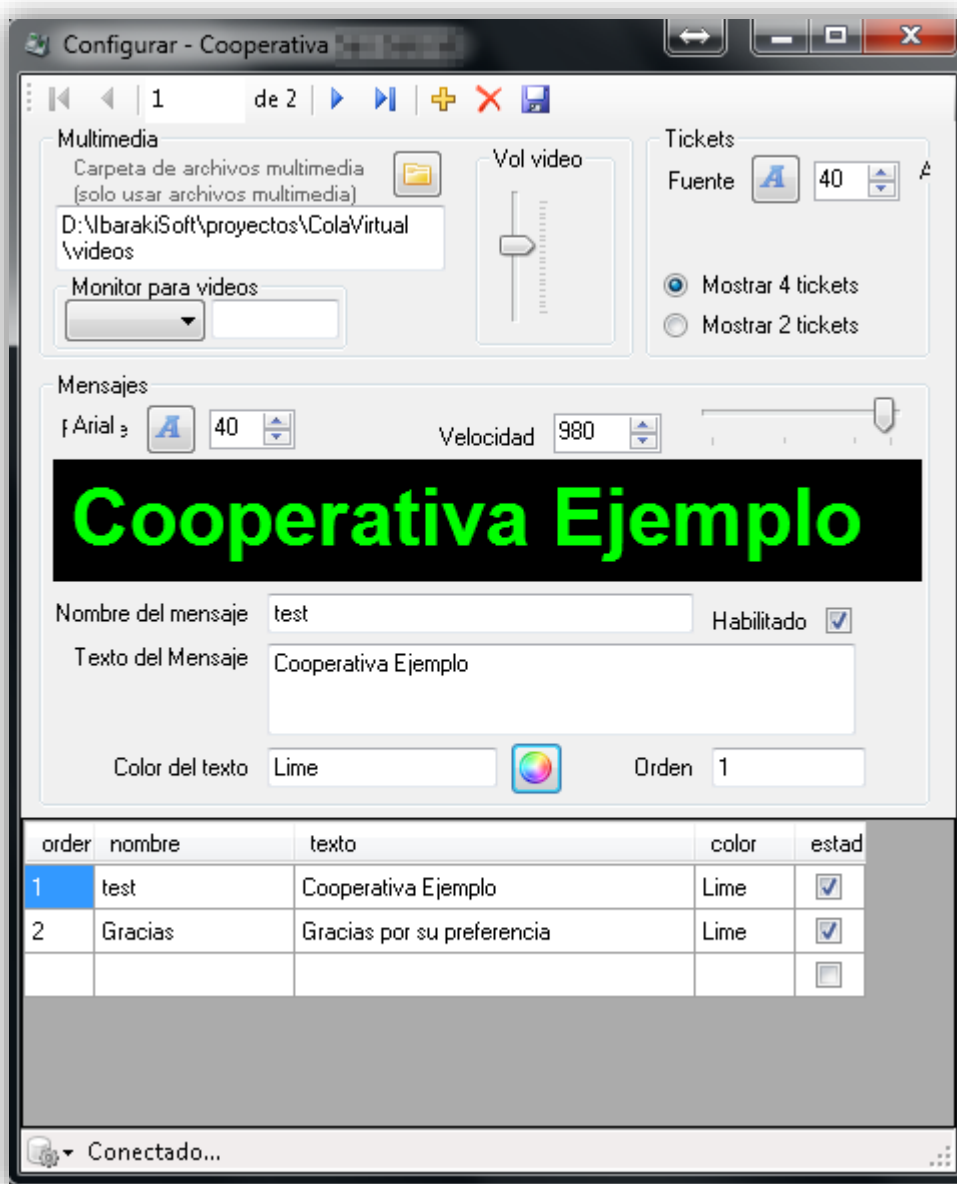 Configurar - Cooperativa
1 de 2
Multimedia
Carpeta de archivos multimedia
(solo usar archivos multimedia)
D:\IbarakiSoft\proyectos\ColaVirtual
\videos
Monitor para videos
Vol video
Tickets
Fuente 40
Mostrar 4 tickets
Mostrar 2 tickets
Mensajes
Arial 40
Velocidad 980
Cooperativa Ejemplo
Nombre del mensaje test Habilitado
Texto del Mensaje Cooperativa Ejemplo
Color del texto Lime Orden 1
order nombre texto color estad
1 test Cooperativa Ejemplo Lime
2 Gracias Gracias por su preferencia Lime
Conectado...